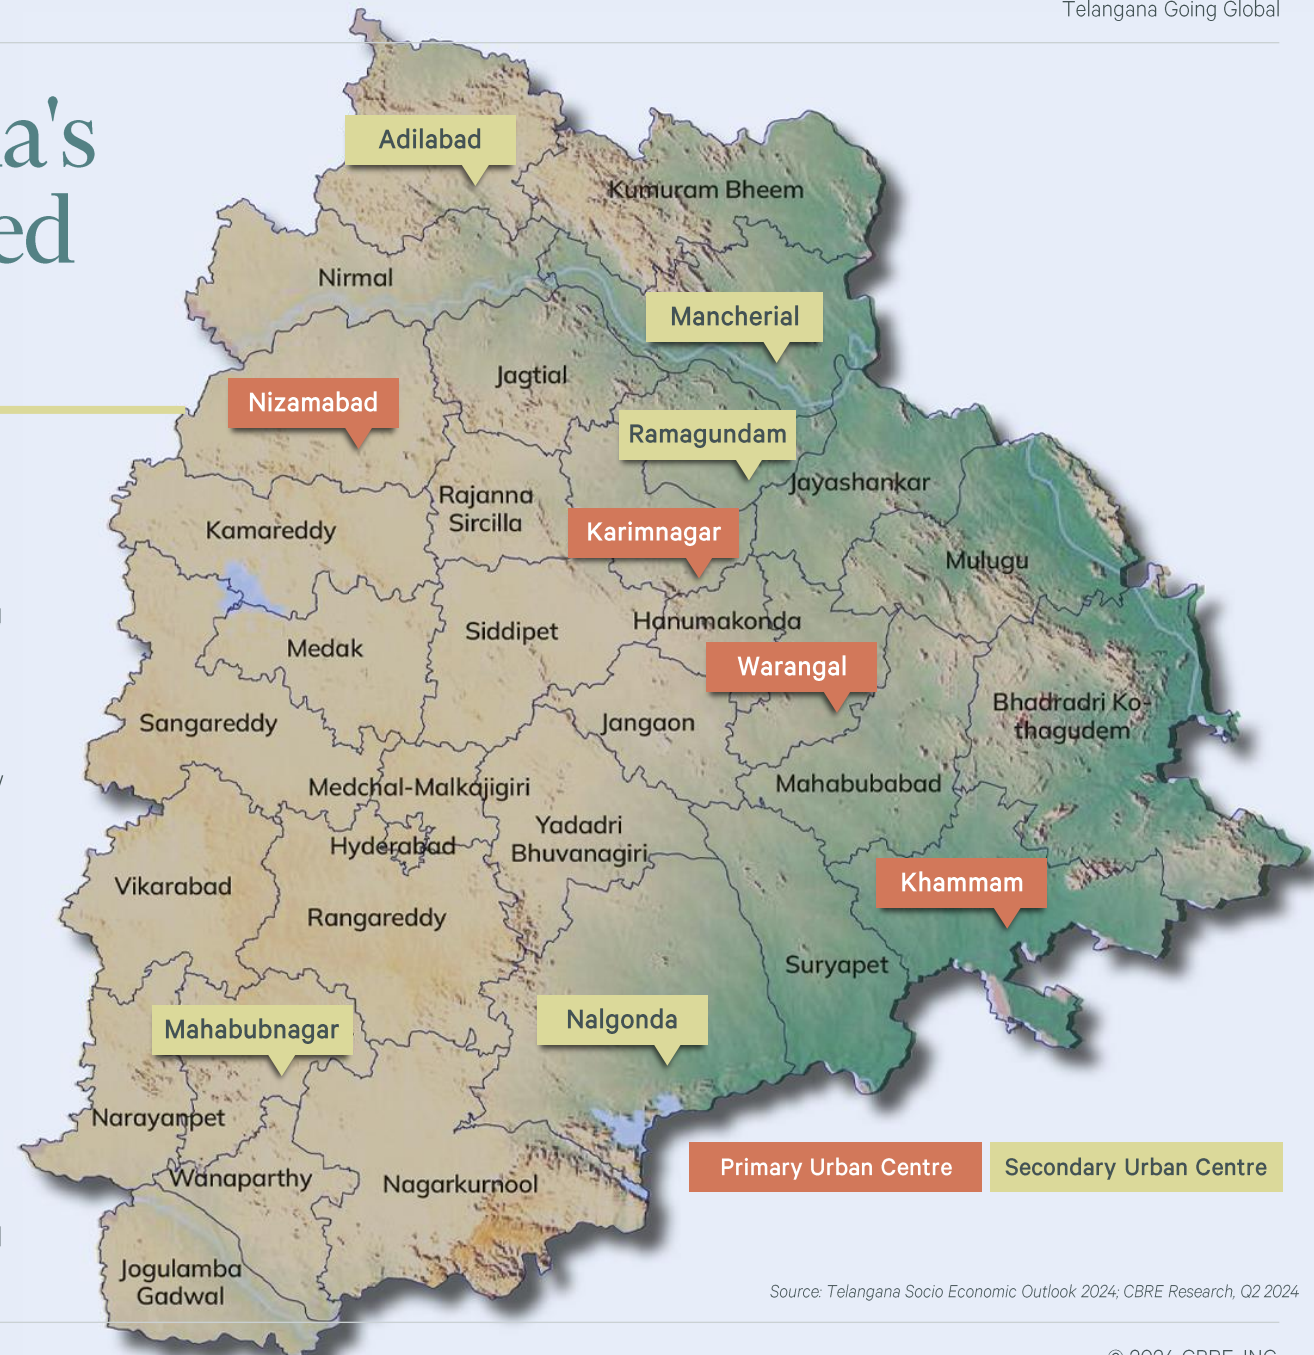 Telangana Going Global
a's
ed
Adilabad
Kumuram Bheem
Nirmal
Mancherial
Jagtial
Nizamabad
Ramagundam
Jayashankar
Rajanna
Sircilla
Kamareddy
Karimnagar
Mulugu
Hanumakonda
Siddipet
Medak
Warangal
Bhadradri Ko-
thagudem
Sangareddy
Jangaon
Mahabubabad
Medchal-Malkajigiri
Yadadri
Bhuvanagiri
Hyderabad
Vikarabad
Khammam
Rangareddy
Suryapet
Mahabubnagar
Nalgonda
Narayanpet
Primary Urban Centre
Secondary Urban Centre
Wanaparthy
Nagarkurnool
Jogulamba
Gadwal
Source: Telangana Socio Economic Outlook 2024; CBRE Research, Q2 2024
© 2024 CBRE, INC.